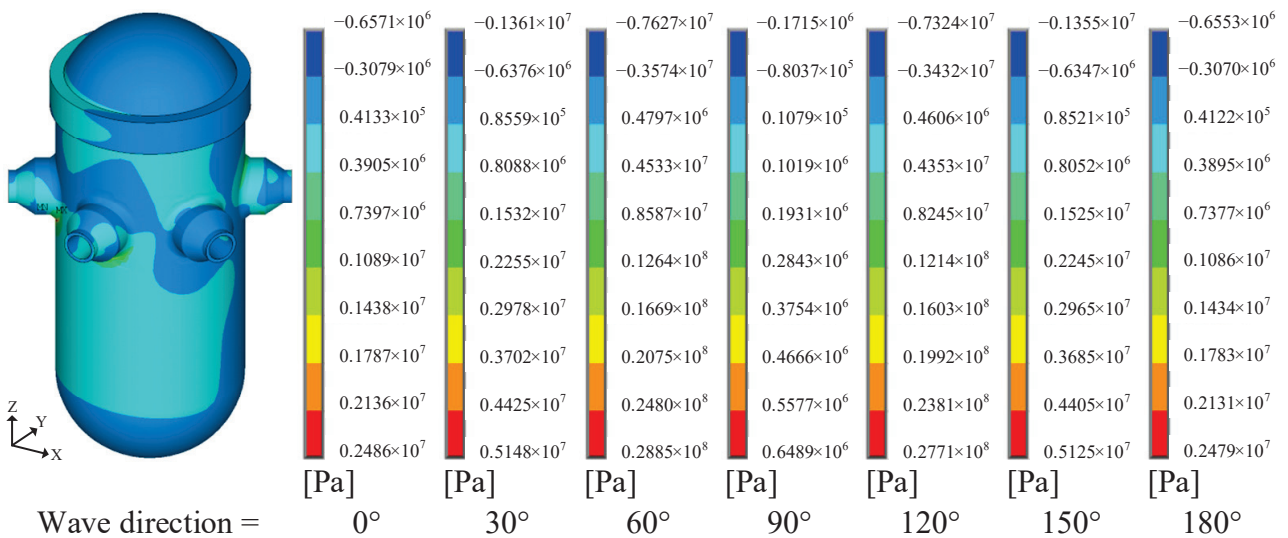 −0.6571×10⁶ −0.1361×10⁷ −0.7627×10⁷ −0.1715×10⁶ −0.7324×10⁷ −0.1355×10⁷ −0.6553×10⁶
−0.3079×10⁶ −0.6376×10⁶ −0.3574×10⁷ −0.8037×10⁵ −0.3432×10⁷ −0.6347×10⁶ −0.3070×10⁶
0.4133×10⁵ 0.8559×10⁵ 0.4797×10⁶ 0.1079×10⁵ 0.4606×10⁶ 0.8521×10⁵ 0.4122×10⁵
0.3905×10⁶ 0.8088×10⁶ 0.4533×10⁷ 0.1019×10⁶ 0.4353×10⁷ 0.8052×10⁶ 0.3895×10⁶
MN MX
0.7397×10⁶ 0.1532×10⁷ 0.8587×10⁷ 0.1931×10⁶ 0.8245×10⁷ 0.1525×10⁷ 0.7377×10⁶
0.1089×10⁷ 0.2255×10⁷ 0.1264×10⁸ 0.2843×10⁶ 0.1214×10⁸ 0.2245×10⁷ 0.1086×10⁷
0.1438×10⁷ 0.2978×10⁷ 0.1669×10⁸ 0.3754×10⁶ 0.1603×10⁸ 0.2965×10⁷ 0.1434×10⁷
0.1787×10⁷ 0.3702×10⁷ 0.2075×10⁸ 0.4666×10⁶ 0.1992×10⁸ 0.3685×10⁷ 0.1783×10⁷
0.2136×10⁷ 0.4425×10⁷ 0.2480×10⁸ 0.5577×10⁶ 0.2381×10⁸ 0.4405×10⁷ 0.2131×10⁷
Z
Y
X
0.2486×10⁷ 0.5148×10⁷ 0.2885×10⁸ 0.6489×10⁶ 0.2771×10⁸ 0.5125×10⁷ 0.2479×10⁷
[Pa] [Pa] [Pa] [Pa] [Pa] [Pa] [Pa]
Wave direction = 0° 30° 60° 90° 120° 150° 180°